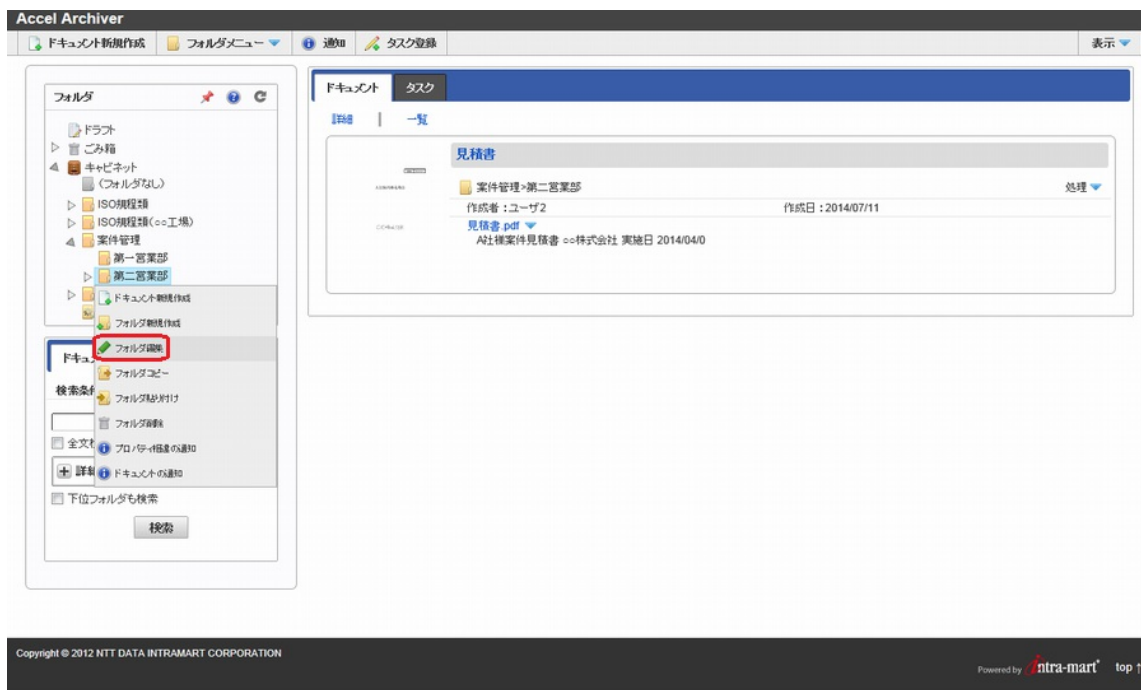 Accel Archiver
ドキュメント新規作成 フォルダメニュー 通知 タスク登録 表示
フォルダ
ドラフト
ごみ箱
キャビネット
(フォルダなし)
ISO規程類
ISO規程類(○○工場)
案件管理
第一営業部
第二営業部
ドキュメント新規作成
フォルダ新規作成
フォルダ編集
フォルダコピー
フォルダ貼り付け
フォルダ削除
プロパティ値の通知
ドキュメントの通知
検索条件
全文
下位フォルダも検索
検索
ドキュメント タスク
詳細 | 一覧
見積書
案件管理>第二営業部 処理
作成者:ユーザ2 作成日:2014/07/11
見積書.pdf
A社様案件見積書 ○○株式会社 実施日 2014/04/0
Copyright © 2012 NTT DATA INTRAMART CORPORATION
Powered by intra-mart top ↑